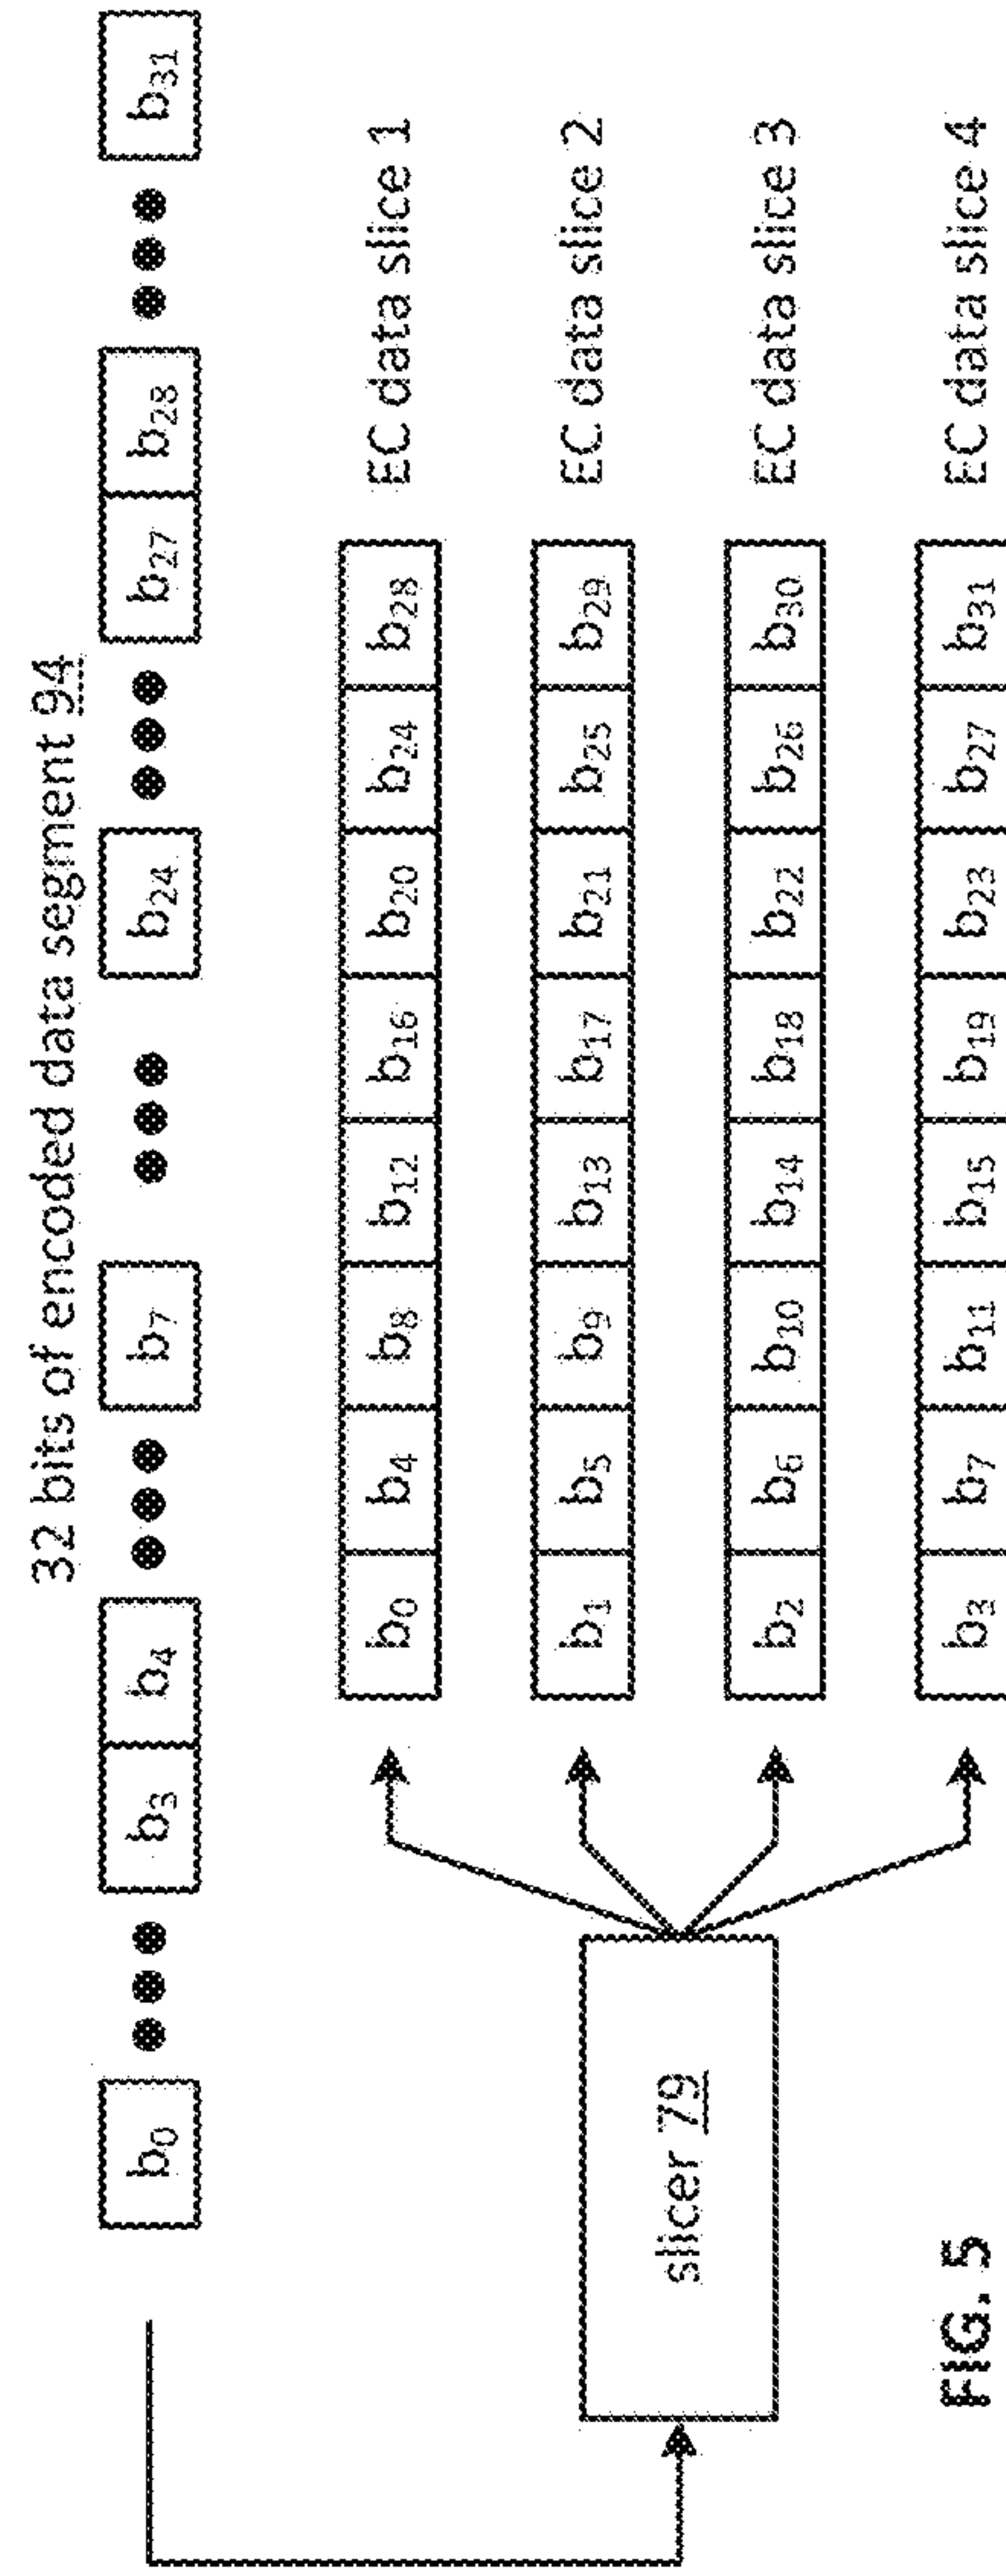 32 bits of encoded data segment 94
b0 ••• b3 b4 ••• b7 ••• b24 ••• b27 b28 ••• b31
b0 b4 b8 b12 b16 b20 b24 b28 EC data slice 1
b1 b5 b9 b13 b17 b21 b25 b29 EC data slice 2
slicer 79
b2 b6 b10 b14 b18 b22 b26 b30 EC data slice 3
b3 b7 b11 b15 b19 b23 b27 b31 EC data slice 4
FIG. 5